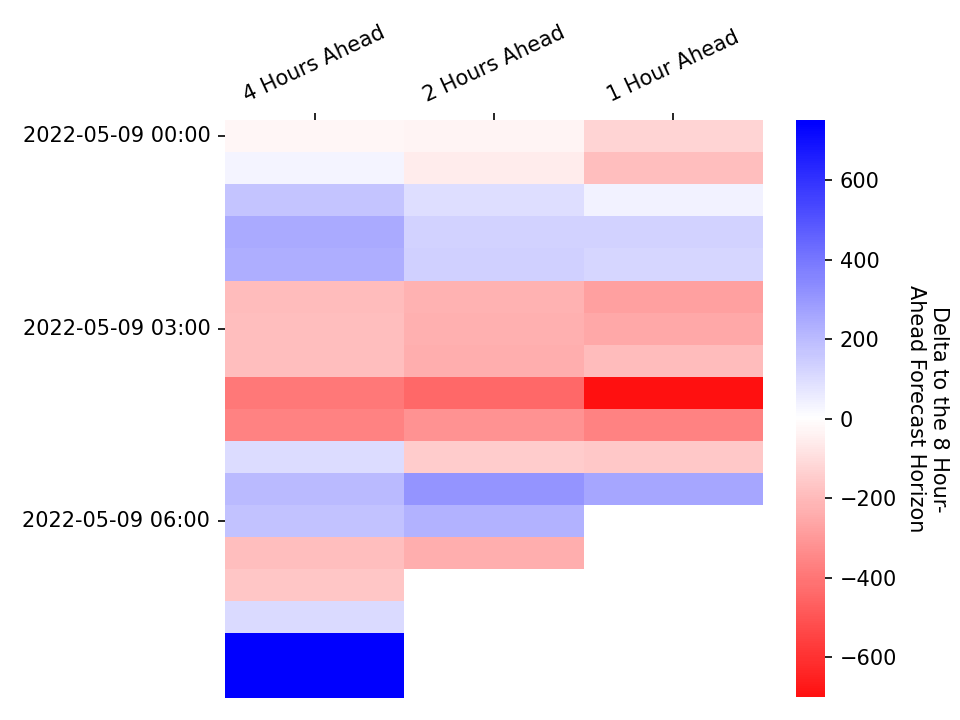 4 Hours Ahead
2 Hours Ahead
1 Hour Ahead
2022-05-09 00:00
2022-05-09 03:00
2022-05-09 06:00
600
400
200
0
−200
−400
−600
Delta to the 8 Hour-
Ahead Forecast Horizon